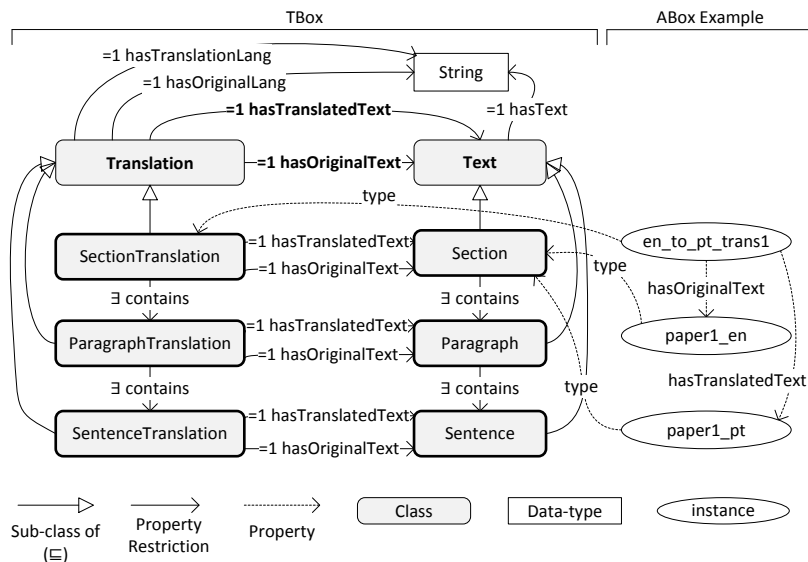 TBox
ABox Example
=1 hasTranslationLang
=1 hasOriginalLang
String
=1 hasTranslatedText
=1 hasText
Translation
=1 hasOriginalText
Text
type
SectionTranslation
=1 hasTranslatedText
=1 hasOriginalText
Section
en_to_pt_trans1
type
hasOriginalText
∃ contains
∃ contains
ParagraphTranslation
=1 hasTranslatedText
=1 hasOriginalText
Paragraph
paper1_en
type
hasTranslatedText
∃ contains
∃ contains
SentenceTranslation
=1 hasTranslatedText
=1 hasOriginalText
Sentence
paper1_pt
Sub-class of
(⊑)
Property
Restriction
Property
Class
Data-type
instance